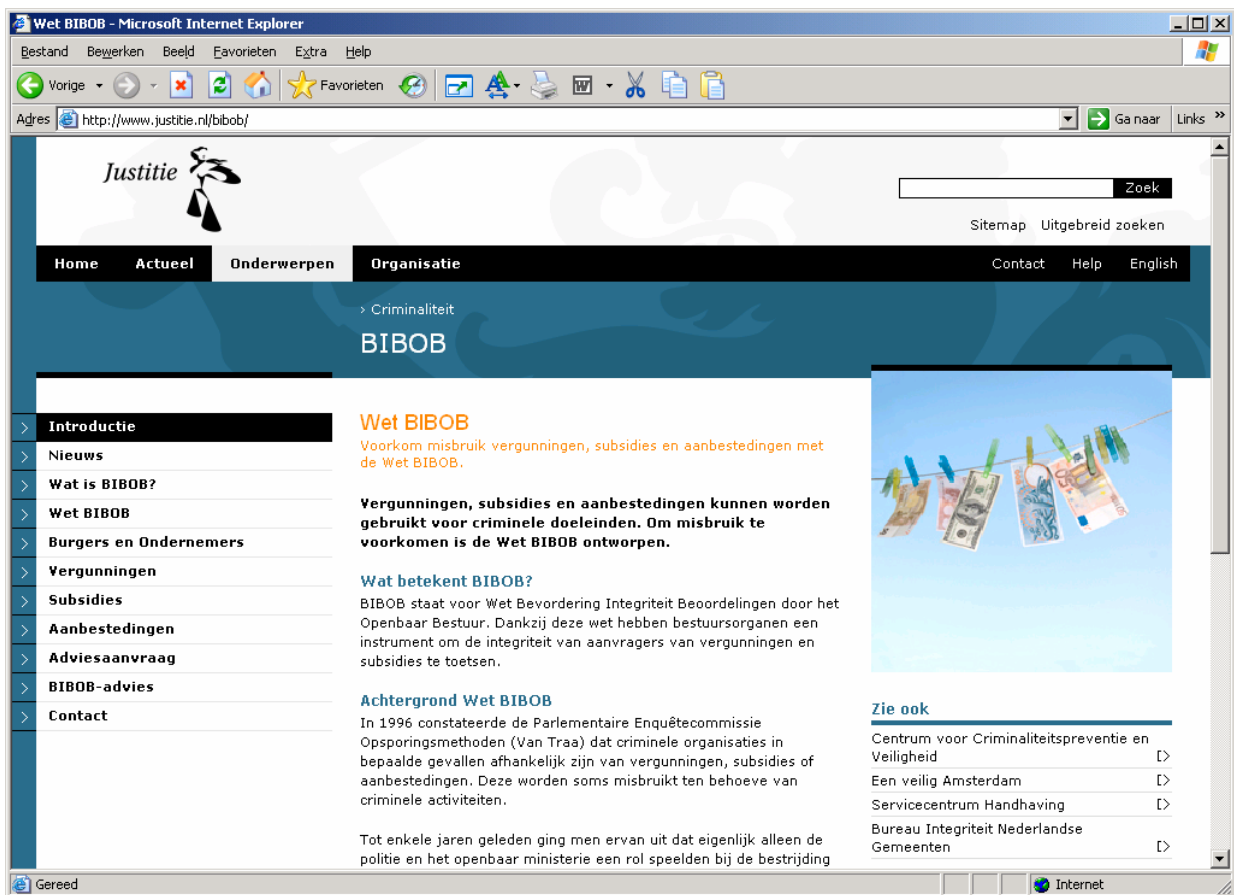 Wet BIBOB - Microsoft Internet Explorer
Bestand Bewerken Beeld Favorieten Extra Help
Vorige Favorieten
Adres http://www.justitie.nl/bibob/ Ga naar Links »
Justitie
Zoek
Sitemap Uitgebreid zoeken
Home Actueel Onderwerpen Organisatie Contact Help English
› Criminaliteit
BIBOB
Introductie
Nieuws
Wat is BIBOB?
Wet BIBOB
Burgers en Ondernemers
Vergunningen
Subsidies
Aanbestedingen
Adviesaanvraag
BIBOB-advies
Contact
Wet BIBOB
Voorkom misbruik vergunningen, subsidies en aanbestedingen met
de Wet BIBOB.
Vergunningen, subsidies en aanbestedingen kunnen worden
gebruikt voor criminele doeleinden. Om misbruik te
voorkomen is de Wet BIBOB ontworpen.
Wat betekent BIBOB?
BIBOB staat voor Wet Bevordering Integriteit Beoordelingen door het
Openbaar Bestuur. Dankzij deze wet hebben bestuursorganen een
instrument om de integriteit van aanvragers van vergunningen en
subsidies te toetsen.
Achtergrond Wet BIBOB
In 1996 constateerde de Parlementaire Enquêtecommissie
Opsporingsmethoden (Van Traa) dat criminele organisaties in
bepaalde gevallen afhankelijk zijn van vergunningen, subsidies of
aanbestedingen. Deze worden soms misbruikt ten behoeve van
criminele activiteiten.
Tot enkele jaren geleden ging men ervan uit dat eigenlijk alleen de
politie en het openbaar ministerie een rol speelden bij de bestrijding
Zie ook
Centrum voor Criminaliteitspreventie en
Veiligheid
Een veilig Amsterdam
Servicecentrum Handhaving
Bureau Integriteit Nederlandse
Gemeenten
Gereed Internet